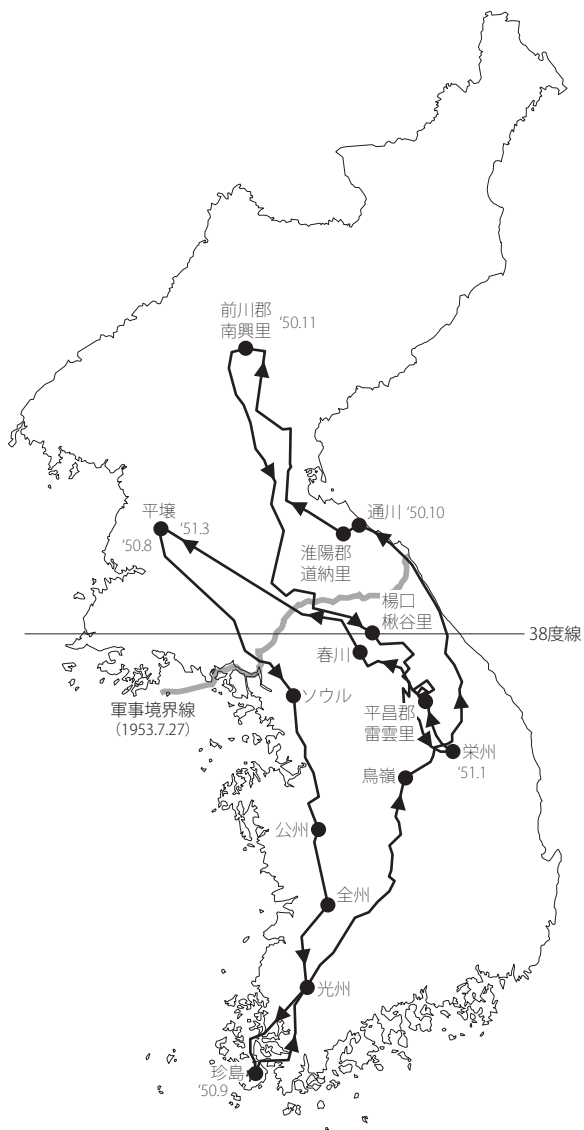 前川郡
南興里
'50.11
平壌
'51.3
'50.8
通川 '50.10
淮陽郡
道納里
楊口
楸谷里
38度線
春川
軍事境界線
(1953.7.27)
ソウル
平昌郡
雷雲里
栄州
'51.1
鳥嶺
公州
全州
光州
珍島
'50.9